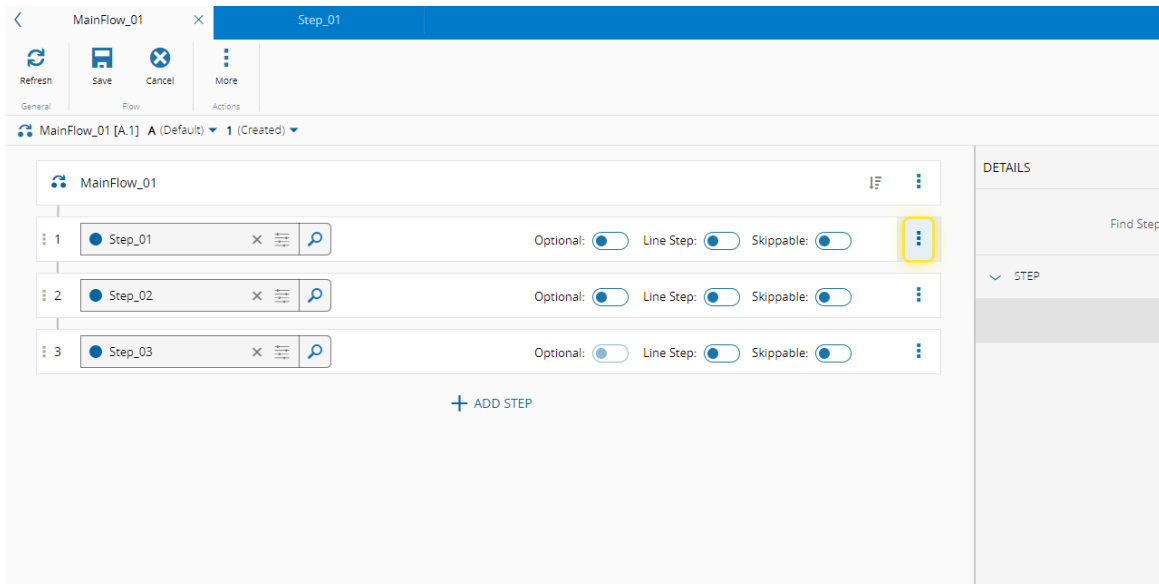 MainFlow_01
Step_01
Refresh
Save
Cancel
More
General
Flow
Actions
MainFlow_01 [A.1] A (Default) 1 (Created)
MainFlow_01
DETAILS
1 Step_01 Optional: Line Step: Skippable:
Find Step
STEP
2 Step_02 Optional: Line Step: Skippable:
3 Step_03 Optional: Line Step: Skippable:
ADD STEP